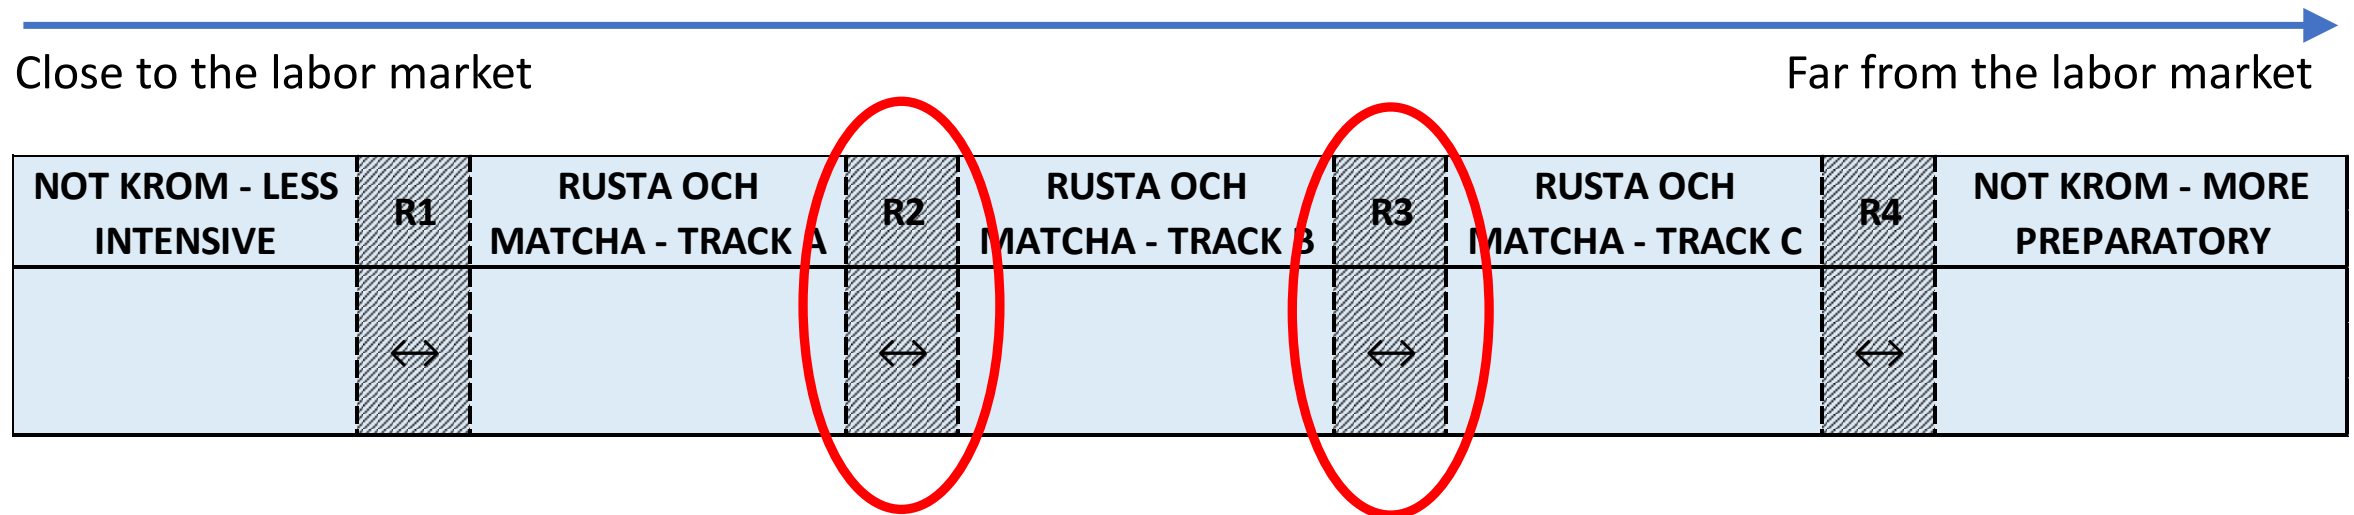 Close to the labor market
Far from the labor market
NOT KROM - LESS
INTENSIVE
R1
RUSTA OCH
MATCHA - TRACK A
R2
RUSTA OCH
MATCHA - TRACK B
R3
RUSTA OCH
MATCHA - TRACK C
R4
NOT KROM - MORE
PREPARATORY
↔
↔
↔
↔